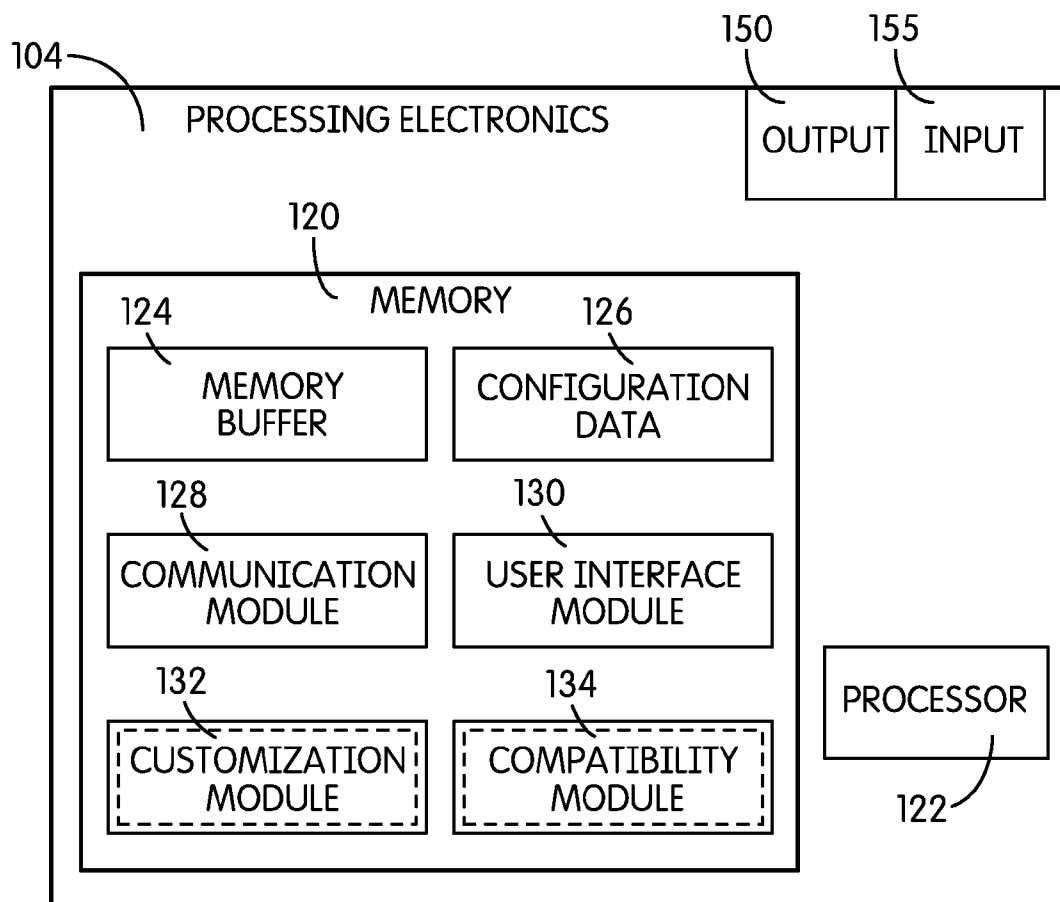 150
155
104
PROCESSING ELECTRONICS
OUTPUT
INPUT
120
MEMORY
124
126
MEMORY
BUFFER
CONFIGURATION
DATA
128
130
COMMUNICATION
MODULE
USER INTERFACE
MODULE
132
134
CUSTOMIZATION
MODULE
COMPATIBILITY
MODULE
PROCESSOR
122